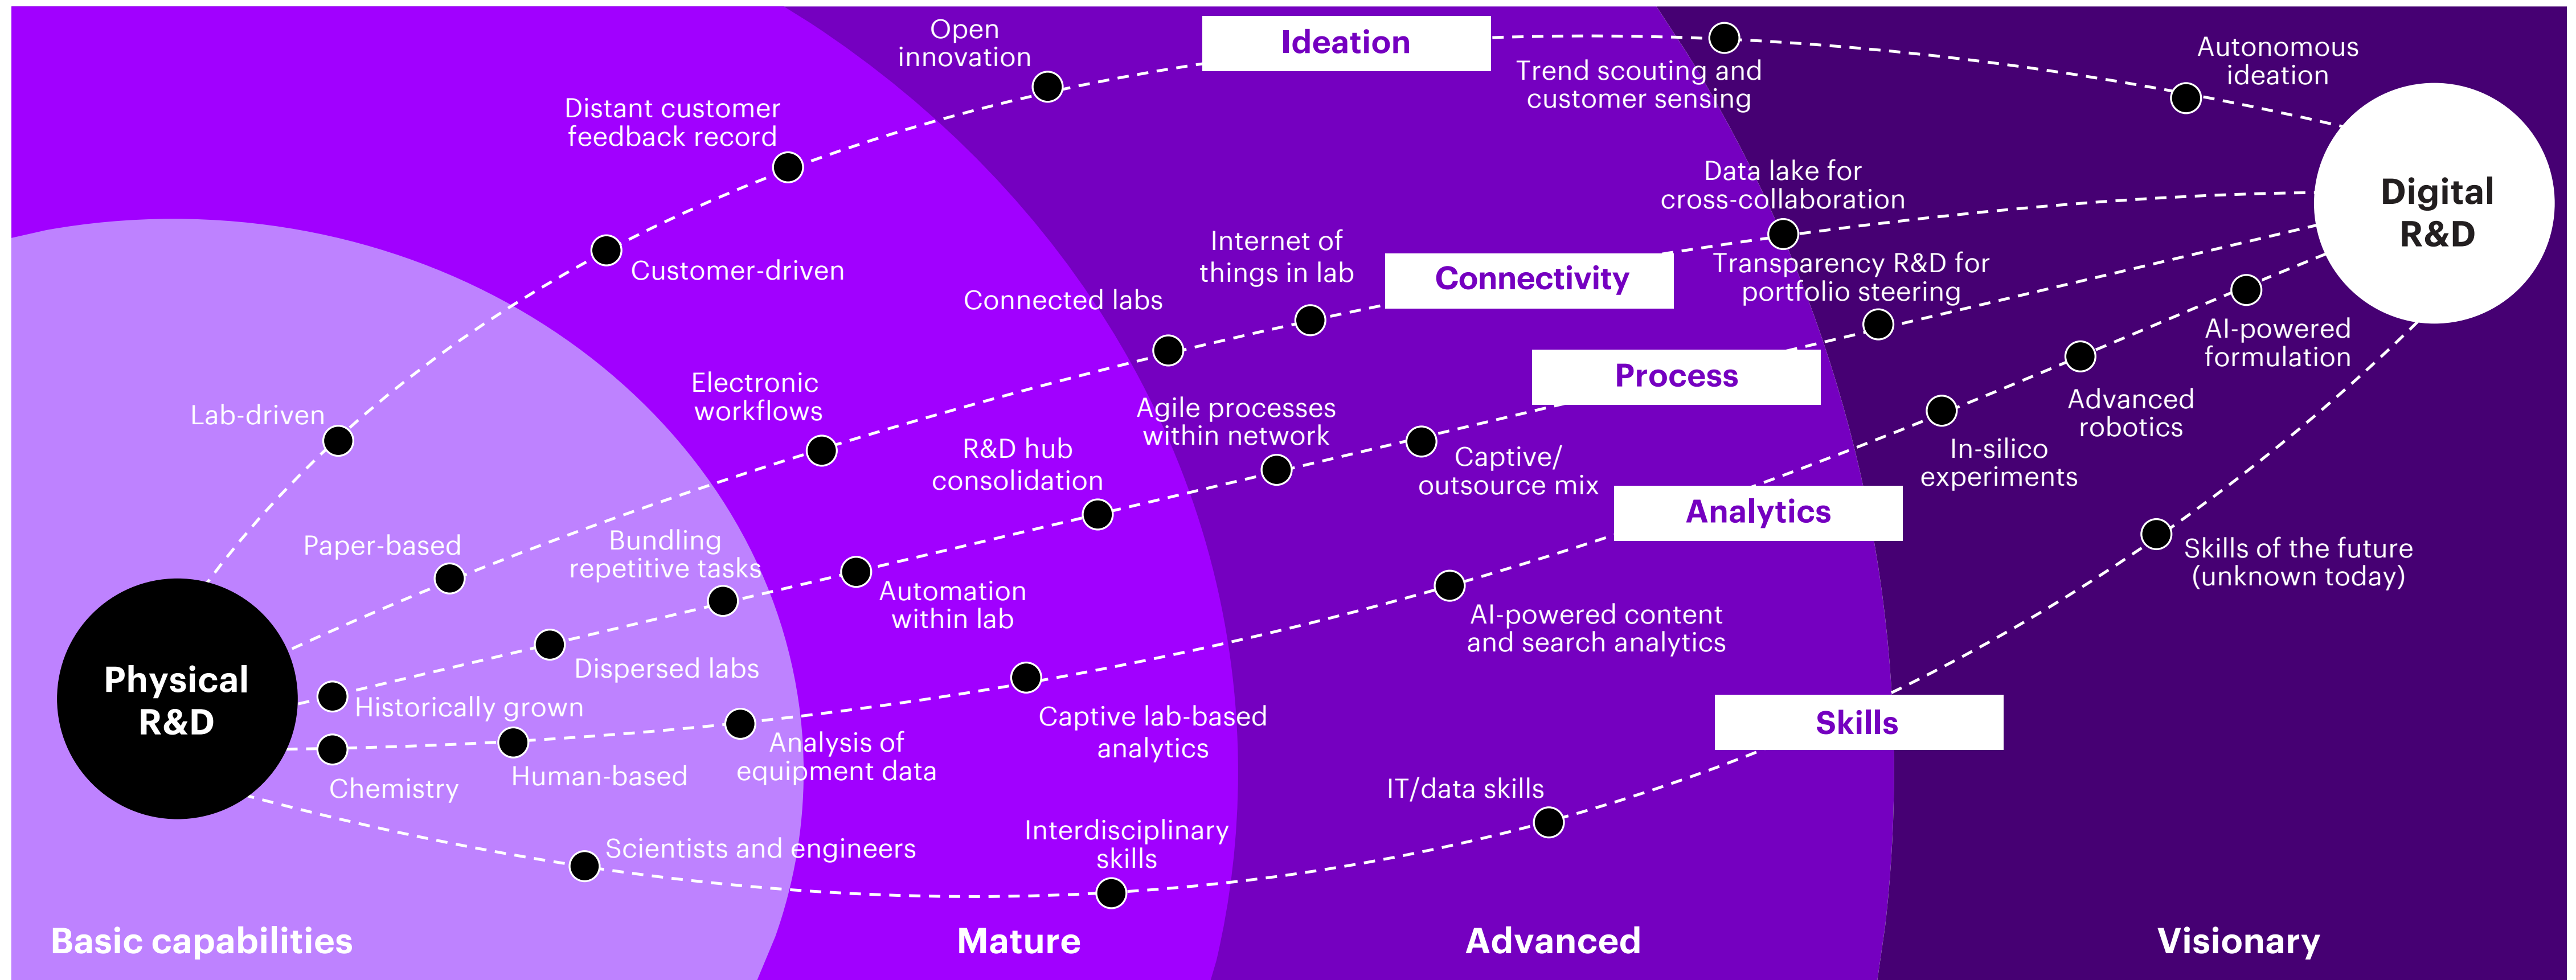 Open
innovation
Ideation
Trend scouting and
customer sensing
Autonomous
ideation
Distant customer
feedback record
Customer-driven
Lab-driven
Digital
R&D
Data lake for
cross-collaboration
Internet of
things in lab
Connectivity
Connected labs
Electronic
workflows
Paper-based
Transparency R&D for
portfolio steering
Process
Agile processes
within network
Captive/
outsource mix
R&D hub
consolidation
Bundling
repetitive tasks
Automation
within lab
Dispersed labs
Historically grown
AI-powered
formulation
Advanced
robotics
In-silico
experiments
Analytics
AI-powered content
and search analytics
Captive lab-based
analytics
Analysis of
equipment data
Human-based
Chemistry
Physical
R&D
Skills of the future
(unknown today)
Skills
IT/data skills
Interdisciplinary
skills
Scientists and engineers
Basic capabilities
Mature
Advanced
Visionary